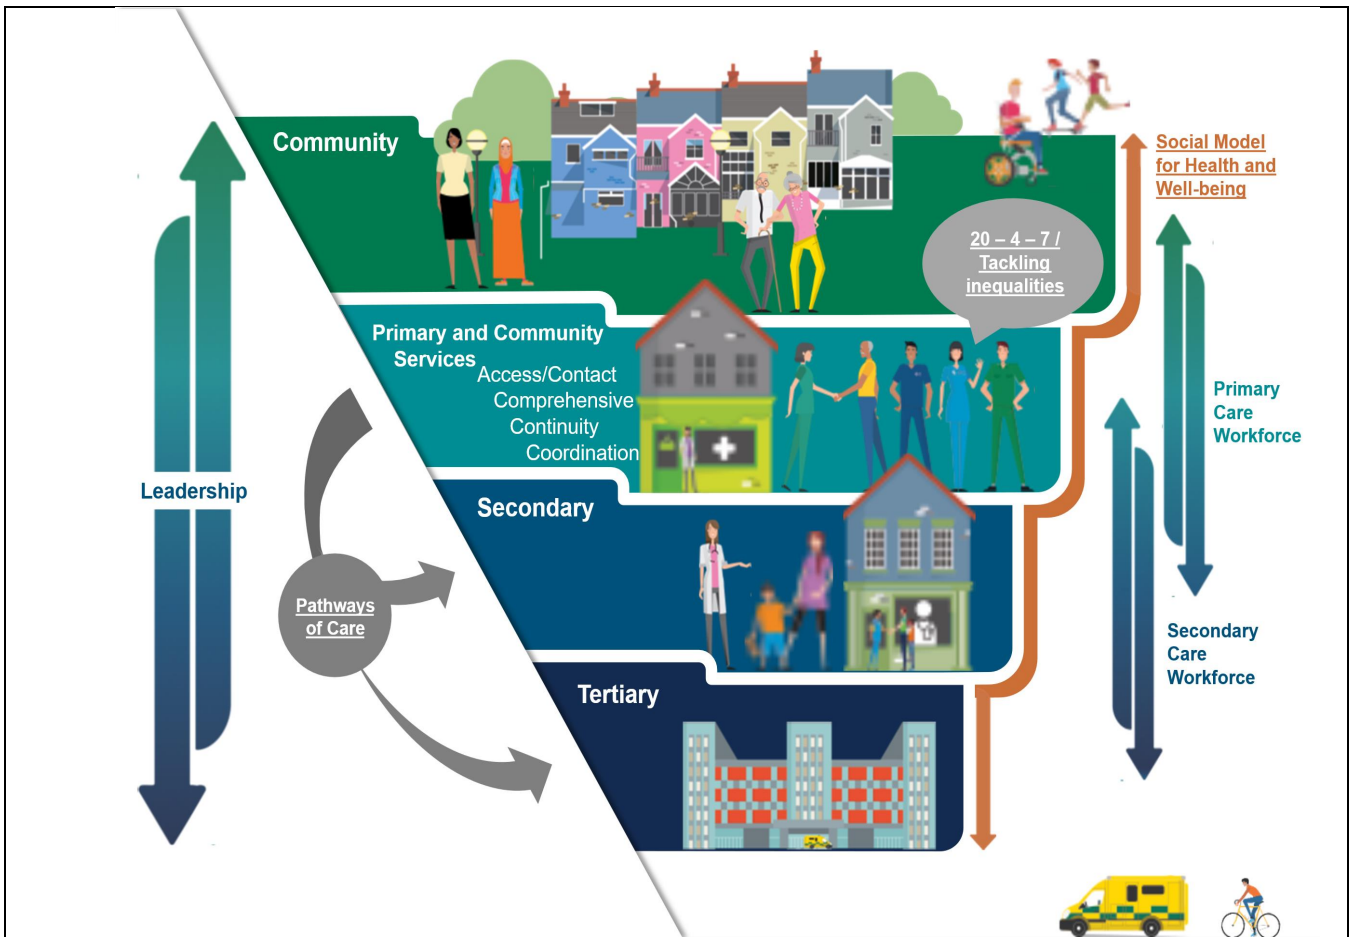 Community
Social Model
for Health and
Well-being
20 – 4 – 7 /
Tackling
inequalities
Primary and Community
Services
Access/Contact
Comprehensive
Continuity
Coordination
Primary
Care
Workforce
Leadership
Secondary
Pathways
of Care
Secondary
Care
Workforce
Tertiary